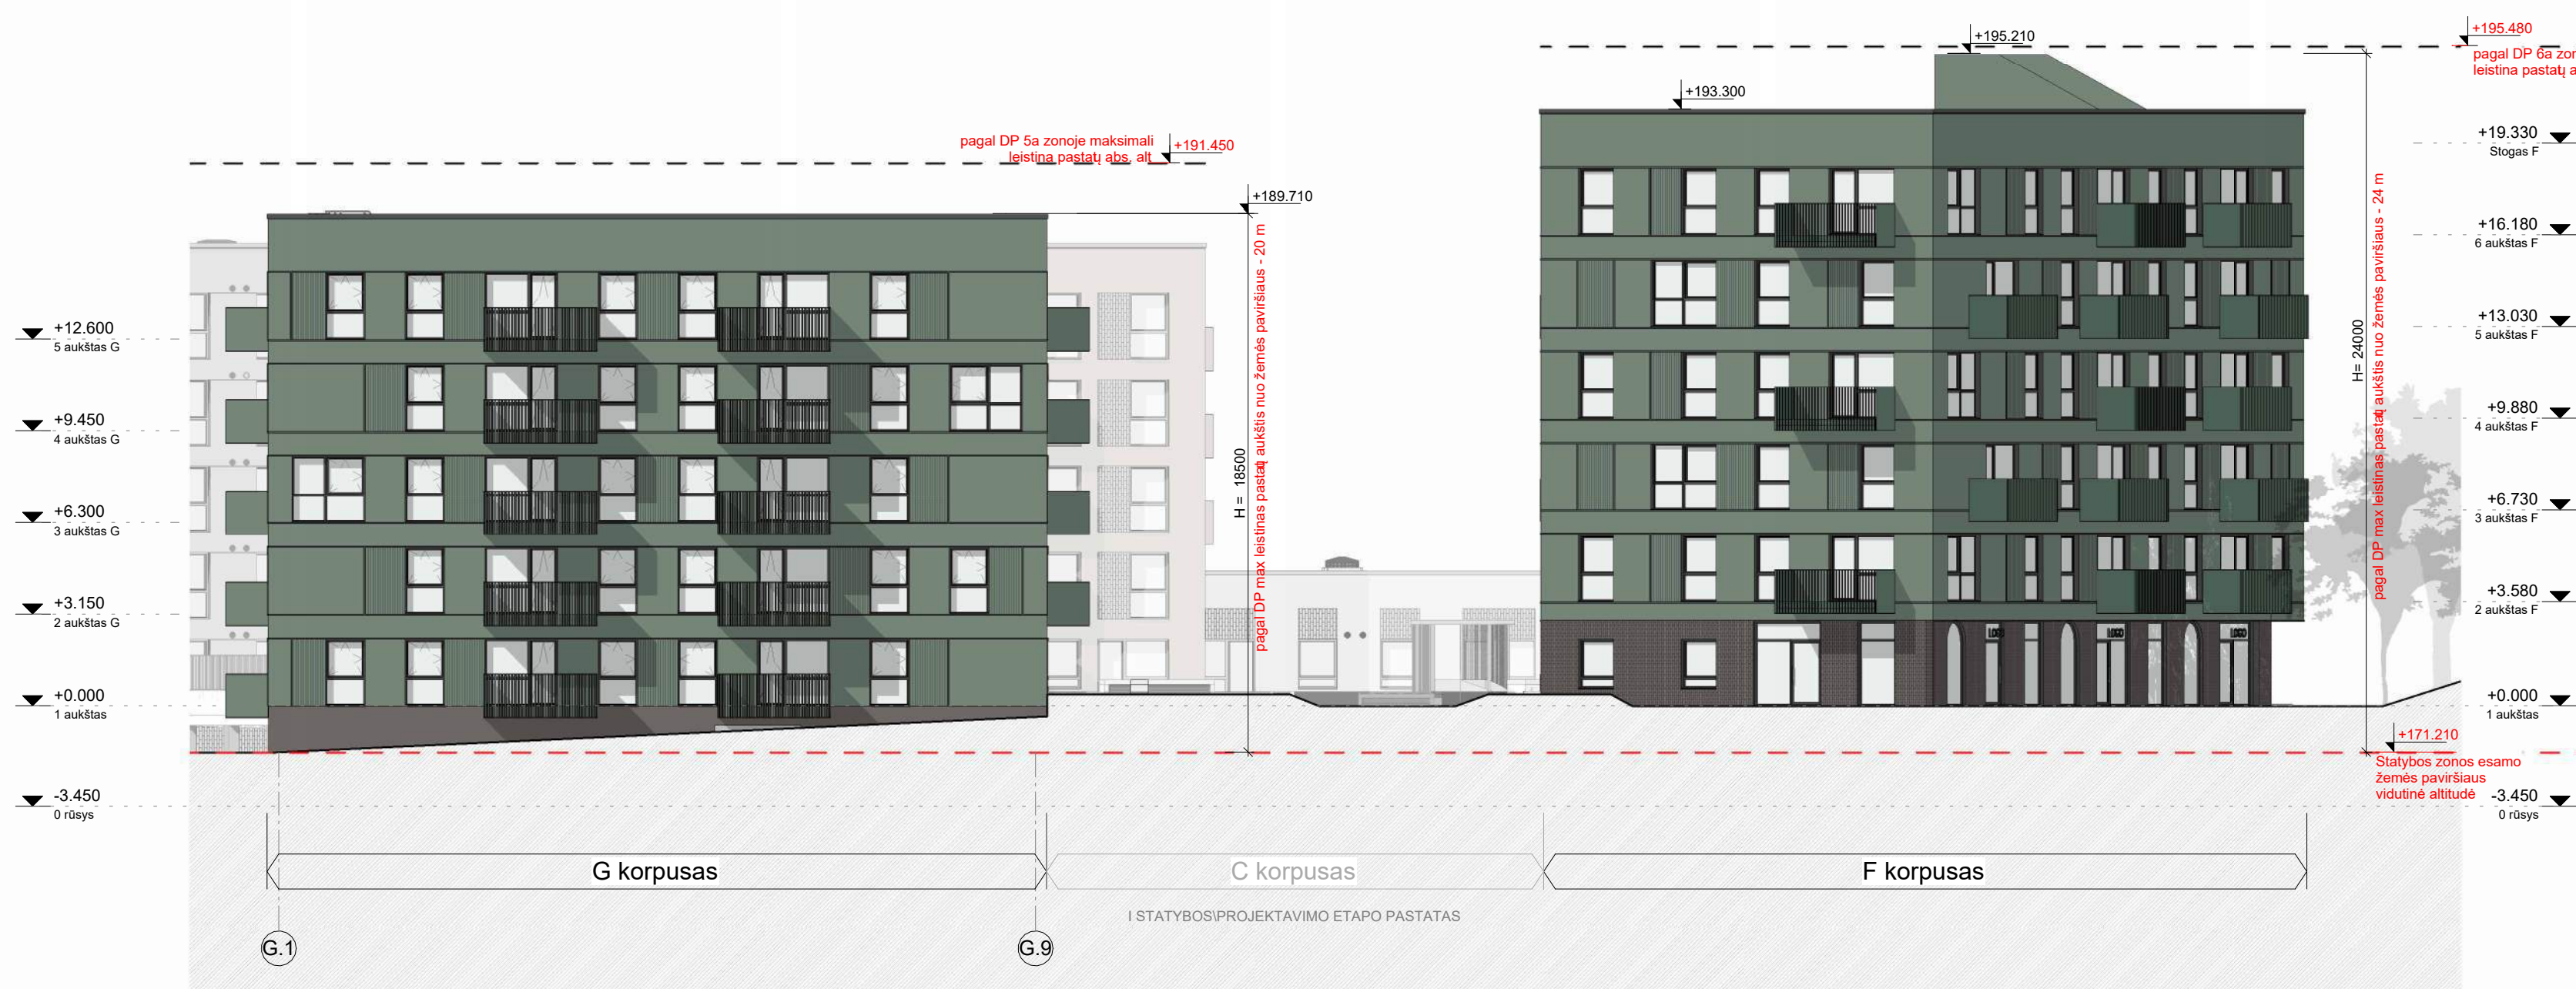 +195.480
pagal DP 6a zon
leistina pastatų a
+195.210
+193.300
pagal DP 5a zonoje maksimali
leistina pastatų abs. alt.
+191.450
+189.710
+19.330
Stogas F
+16.180
6 aukštas F
+13.030
5 aukštas F
+9.880
4 aukštas F
+6.730
3 aukštas F
+3.580
2 aukštas F
+0.000
1 aukštas
-3.450
0 rūsys
+12.600
5 aukštas G
+9.450
4 aukštas G
+6.300
3 aukštas G
+3.150
2 aukštas G
+0.000
1 aukštas
-3.450
0 rūsys
H = 18500
pagal DP max leistinas pastatų aukštis nuo žemės paviršiaus - 20 m
H= 24000
pagal DP max leistinas pastatų aukštis nuo žemės paviršiaus - 24 m
LOGO
LOGO
LOGO
+171.210
Statybos zonos esamo
žemės paviršiaus
vidutinė altitudė
G korpusas
C korpusas
F korpusas
I STATYBOS\PROJEKTAVIMO ETAPO PASTATAS
G.1
G.9